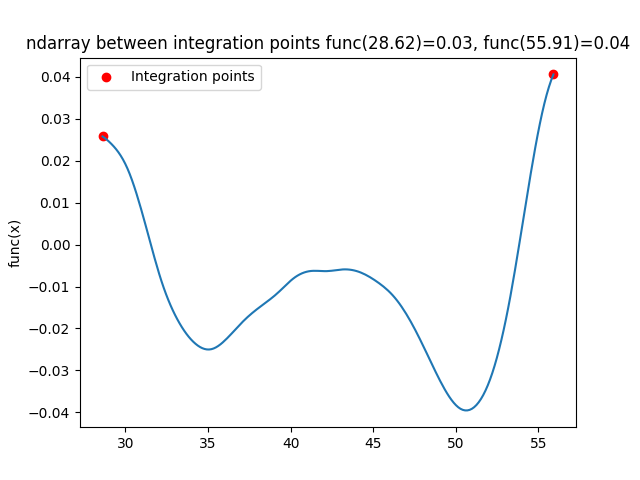 ndarray between integration points func(28.62)=0.03, func(55.91)=0.04
Integration points
func(x)
0.04
0.03
0.02
0.01
0.00
−0.01
−0.02
−0.03
−0.04
30 35 40 45 50 55